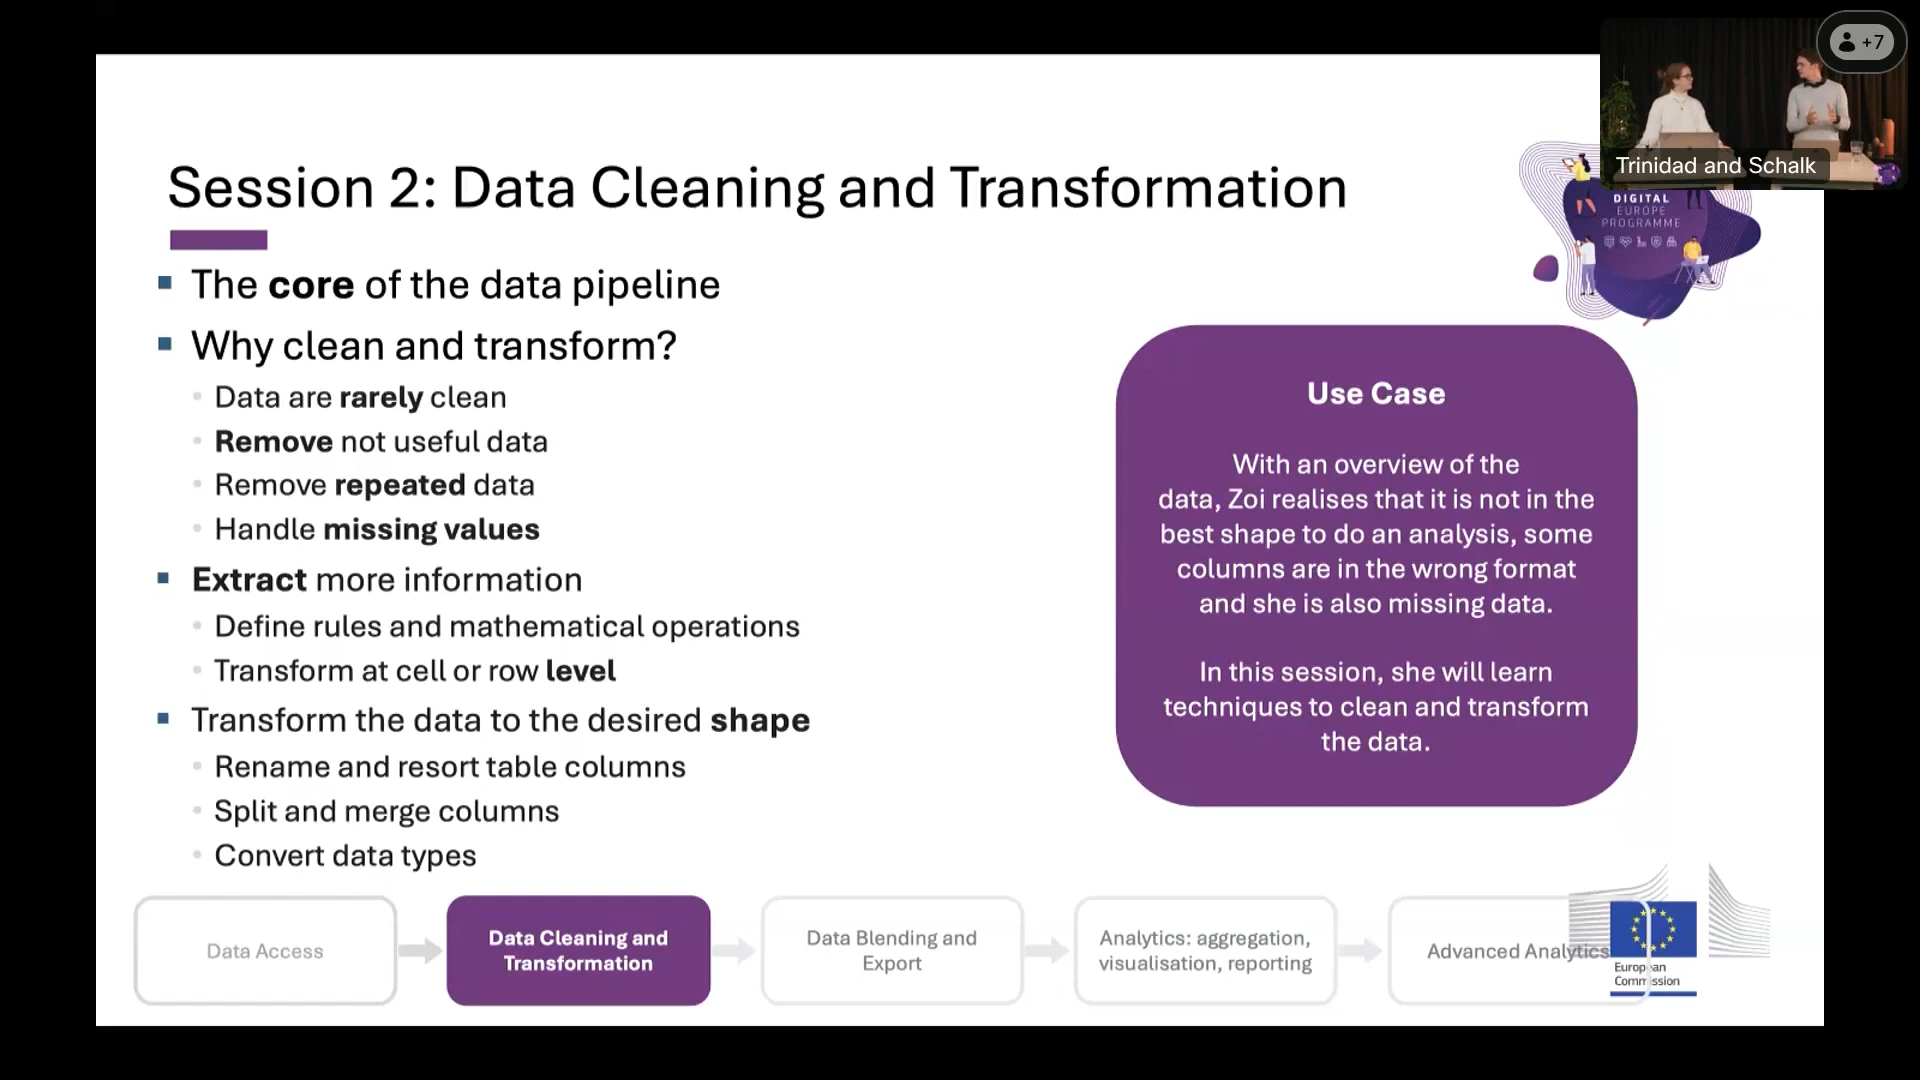 +7
Trinidad and Schalk
DIGITAL
EUROPE
PROGRAMME
Session 2: Data Cleaning and Transformation
The core of the data pipeline
Why clean and transform?
Data are rarely clean
Remove not useful data
Remove repeated data
Handle missing values
Extract more information
Define rules and mathematical operations
Transform at cell or row level
Transform the data to the desired shape
Rename and resort table columns
Split and merge columns
Convert data types
Use Case
With an overview of the
data, Zoi realises that it is not in the
best shape to do an analysis, some
columns are in the wrong format
and she is also missing data.
In this session, she will learn
techniques to clean and transform
the data.
Data Access
Data Cleaning and
Transformation
Data Blending and
Export
Analytics: aggregation,
visualisation, reporting
Advanced Analytics
European
Commission